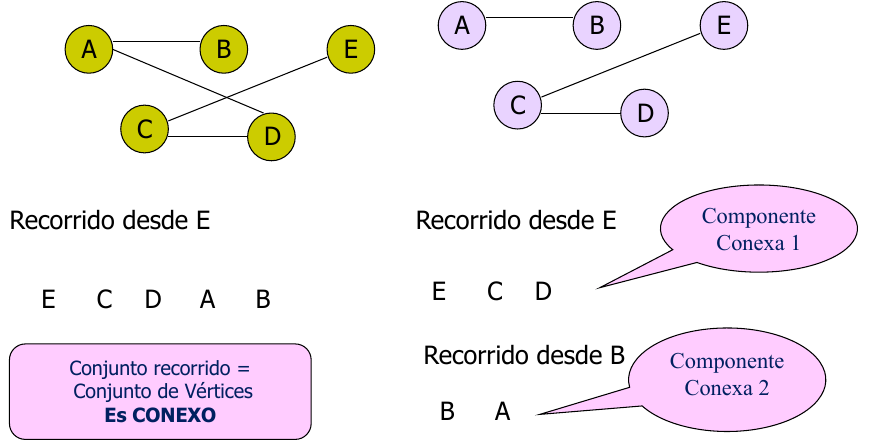 A B E
C D
Recorrido desde E
E C D A B
Conjunto recorrido =
Conjunto de Vértices
Es CONEXO
A B E
C D
Recorrido desde E
Componente
Conexa 1
E C D
Recorrido desde B
Componente
Conexa 2
B A